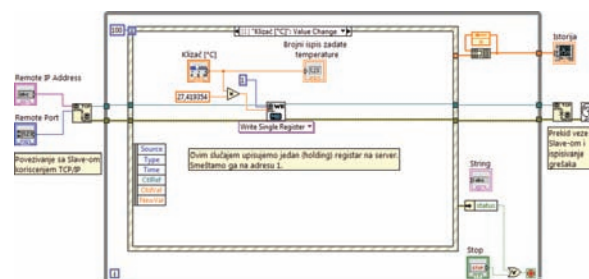 [1] "Klizač [°C]": Value Change
100
Klizač [°C]
Brojni ispis zadate
temperature
Istorija
Remote IP Address
27,419354
Remote Port
Write Single Register
Povezivanje sa Slave-om
koriscenjem TCP/IP
Source
Type
Time
CtlRef
OldVal
NewVal
Ovim slučajem upisujemo jedan (holding) registar na server.
Smeštamo ga na adresu 1.
Prekid veze
Slave-om i
ispisivanje
grešaka
String
status
Stop
i